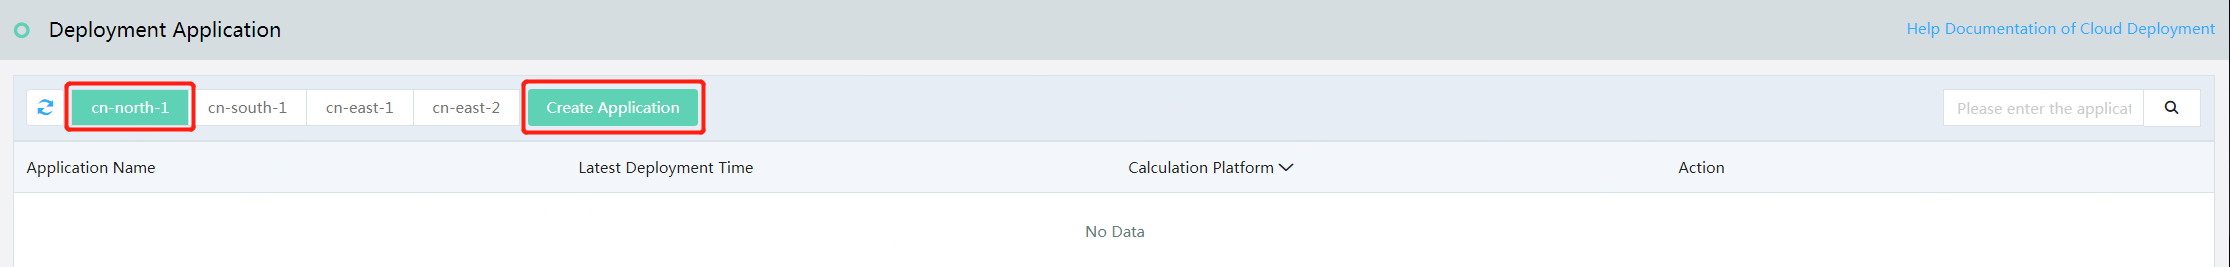 Deployment Application
Help Documentation of Cloud Deployment
cn-north-1 cn-south-1 cn-east-1 cn-east-2 Create Application Please enter the applicat
Application Name Latest Deployment Time Calculation Platform Action
No Data